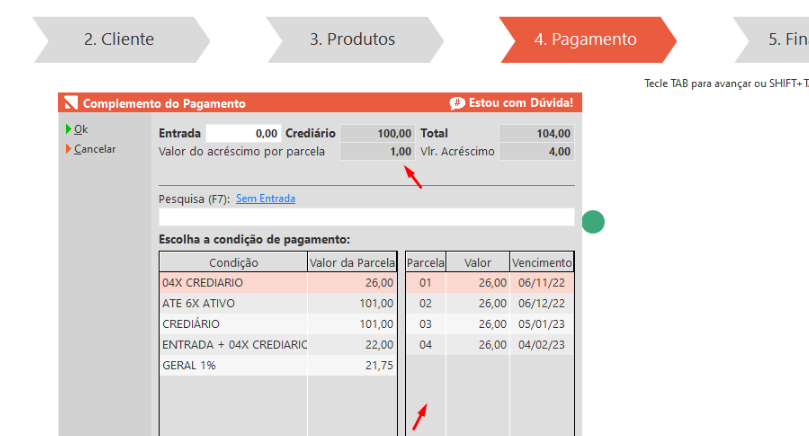 2. Cliente
3. Produtos
4. Pagamento
5. Fin
Tecle TAB para avançar ou SHIFT+T
Complemento do Pagamento
Estou com Dúvida!
Ok
Cancelar
Entrada 0,00 Crediário 100,00 Total 104,00
Valor do acréscimo por parcela 1,00 Vlr. Acréscimo 4,00
Pesquisa (F7): Sem Entrada
Escolha a condição de pagamento:
Condição Valor da Parcela Parcela Valor Vencimento
04X CREDIARIO 26,00 01 26,00 06/11/22
ATE 6X ATIVO 101,00 02 26,00 06/12/22
CREDIÁRIO 101,00 03 26,00 05/01/23
ENTRADA + 04X CREDIARIC 22,00 04 26,00 04/02/23
GERAL 1% 21,75